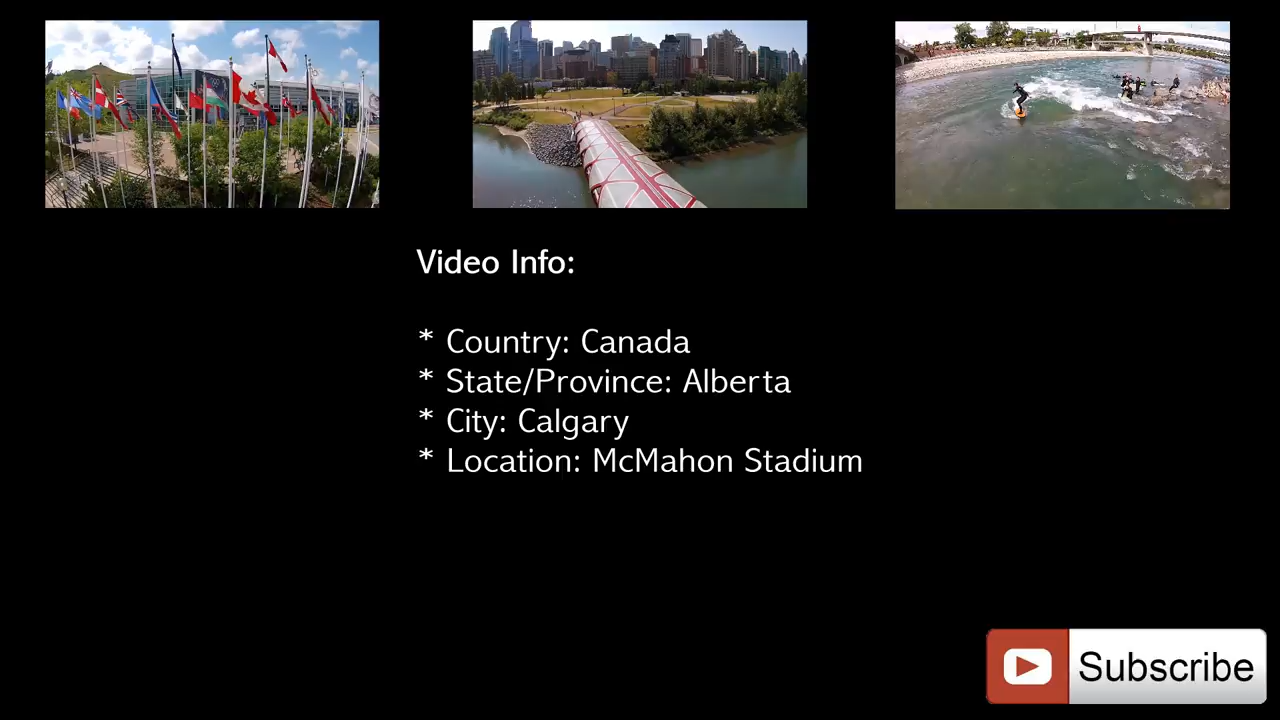 Video Info:
* Country: Canada
* State/Province: Alberta
* City: Calgary
* Location: McMahon Stadium
Subscribe